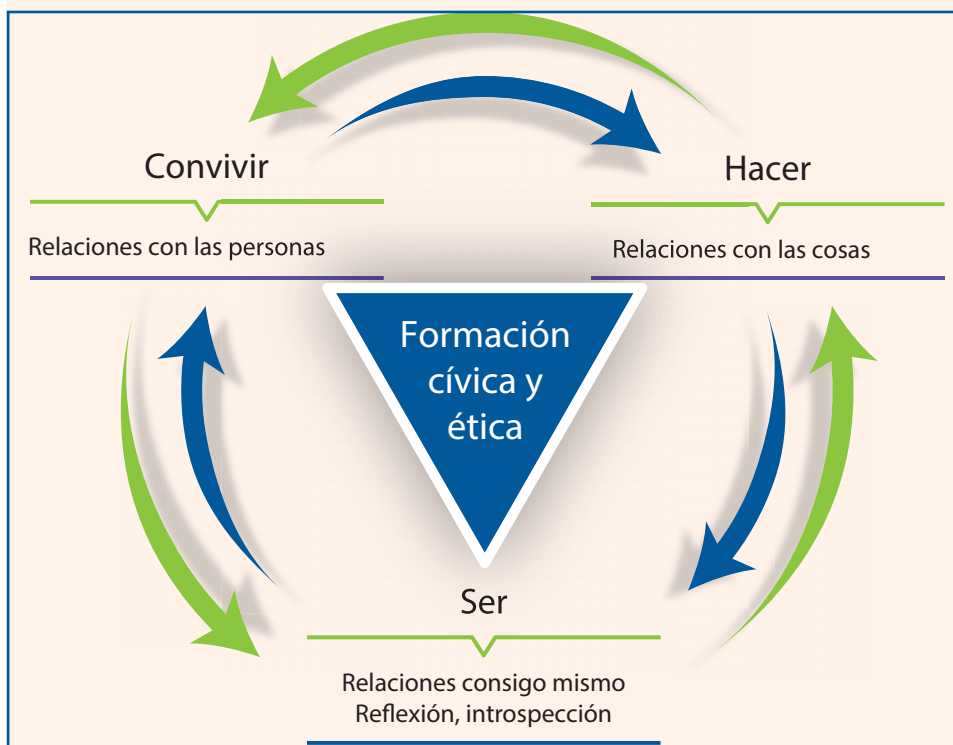 Convivir
Relaciones con las personas
Hacer
Relaciones con las cosas
Formación
cívica y
ética
Ser
Relaciones consigo mismo
Reflexión, introspección